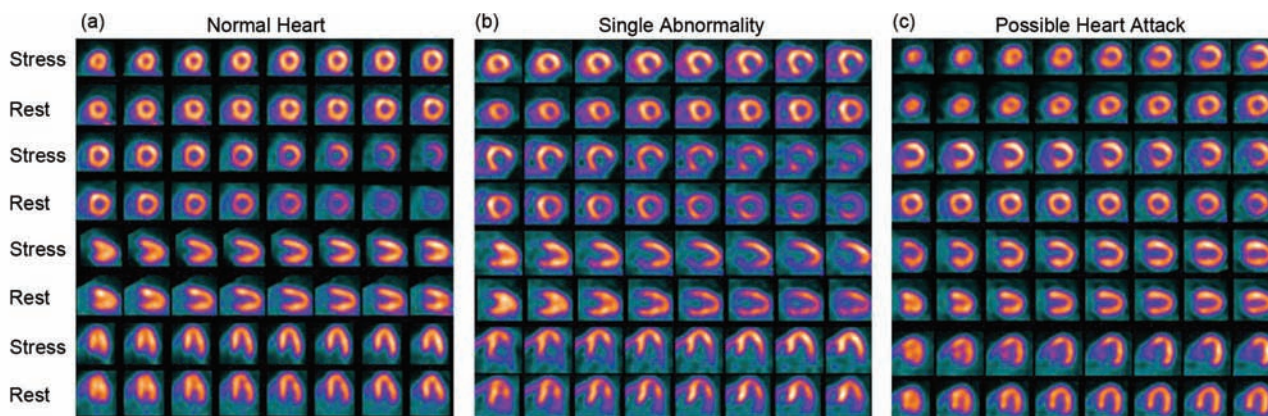 (a) Normal Heart
(b) Single Abnormality
(c) Possible Heart Attack
Stress
Rest
Stress
Rest
Stress
Rest
Stress
Rest